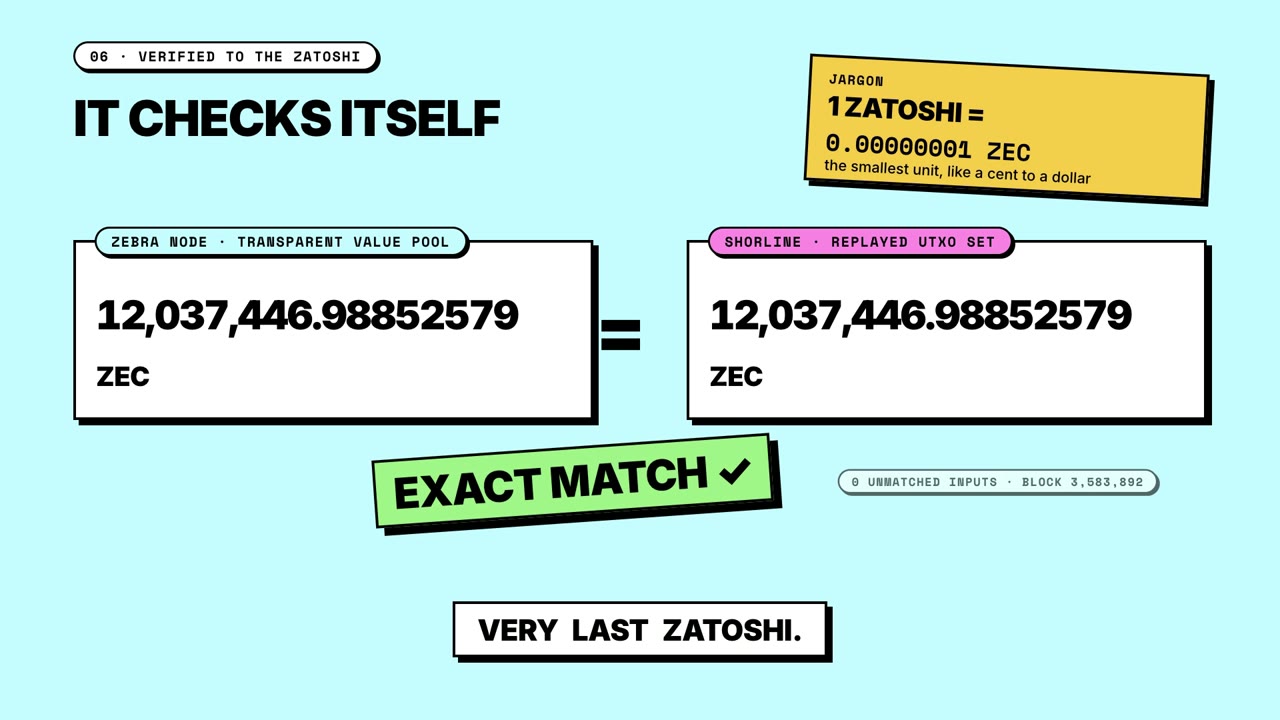 06 · VERIFIED TO THE ZATOSHI
IT CHECKS ITSELF
JARGON
1 ZATOSHI =
0.00000001 ZEC
the smallest unit, like a cent to a dollar
ZEBRA NODE · TRANSPARENT VALUE POOL
12,037,446.98852579
ZEC
=
SHORLINE · REPLAYED UTXO SET
12,037,446.98852579
ZEC
EXACT MATCH ✓
0 UNMATCHED INPUTS · BLOCK 3,583,892
VERY LAST ZATOSHI.